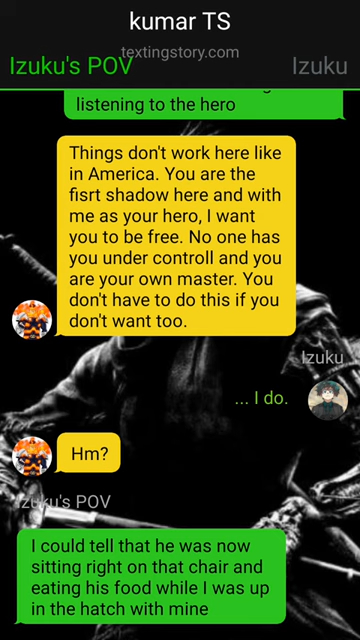 kumar TS
textingstory.com
Izuku's POV
Izuku
listening to the hero
Things don't work here like
in America. You are the
fisrt shadow here and with
me as your hero, I want
you to be free. No one has
you under controll and you
are your own master. You
don't have to do this if you
don't want too.
Izuku
... I do.
Hm?
Izuku's POV
I could tell that he was now
sitting right on that chair and
eating his food while I was up
in the hatch with mine